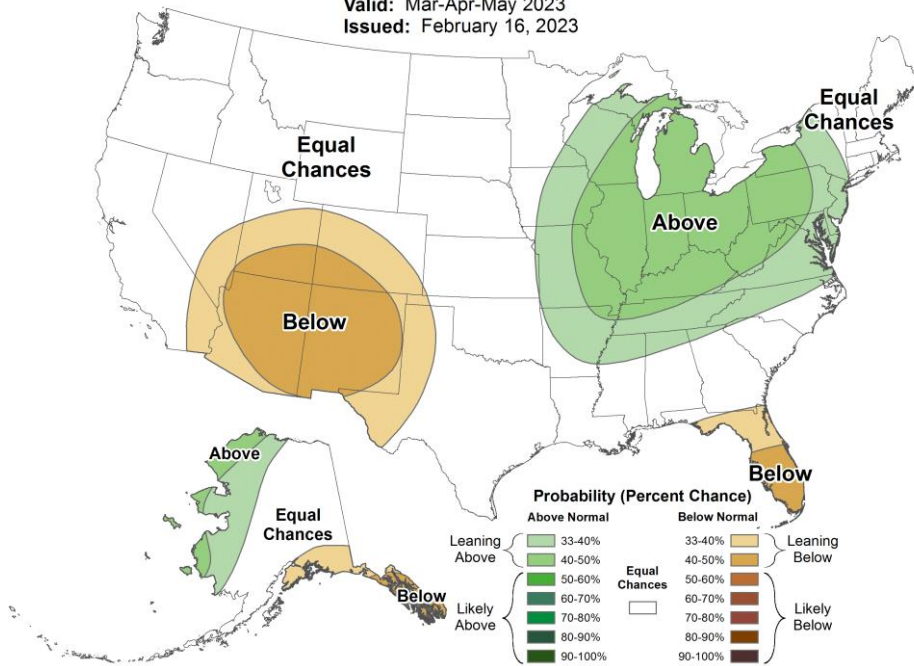 Valid: Mar-Apr-May 2023
Issued: February 16, 2023
Equal
Chances
Equal
Chances
Above
Below
Above
Equal
Chances
Below
Below
Probability (Percent Chance)
Above Normal
Below Normal
Leaning
Above
33-40%
40-50%
Likely
Above
50-60%
60-70%
70-80%
80-90%
90-100%
Equal
Chances
33-40%
40-50%
Leaning
Below
50-60%
60-70%
70-80%
80-90%
90-100%
Likely
Below